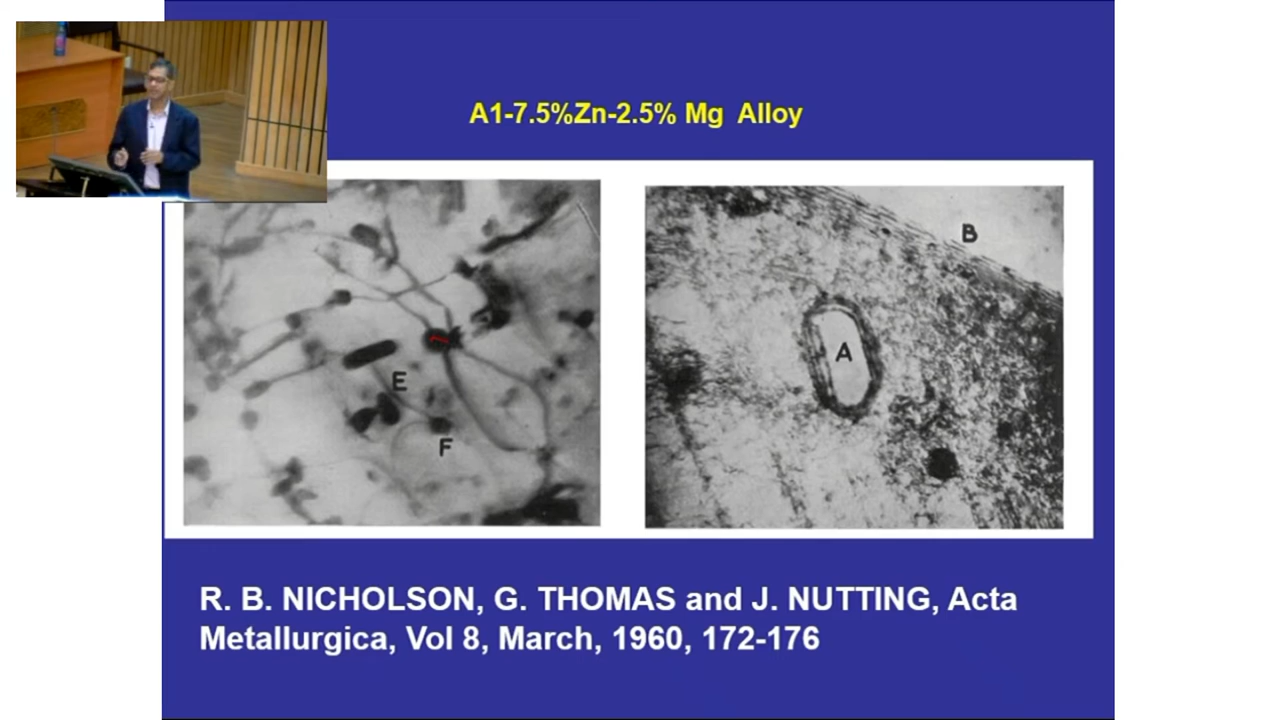 A1-7.5%Zn-2.5% Mg Alloy
B
A
E
F
R. B. NICHOLSON, G. THOMAS and J. NUTTING, Acta
Metallurgica, Vol 8, March, 1960, 172-176